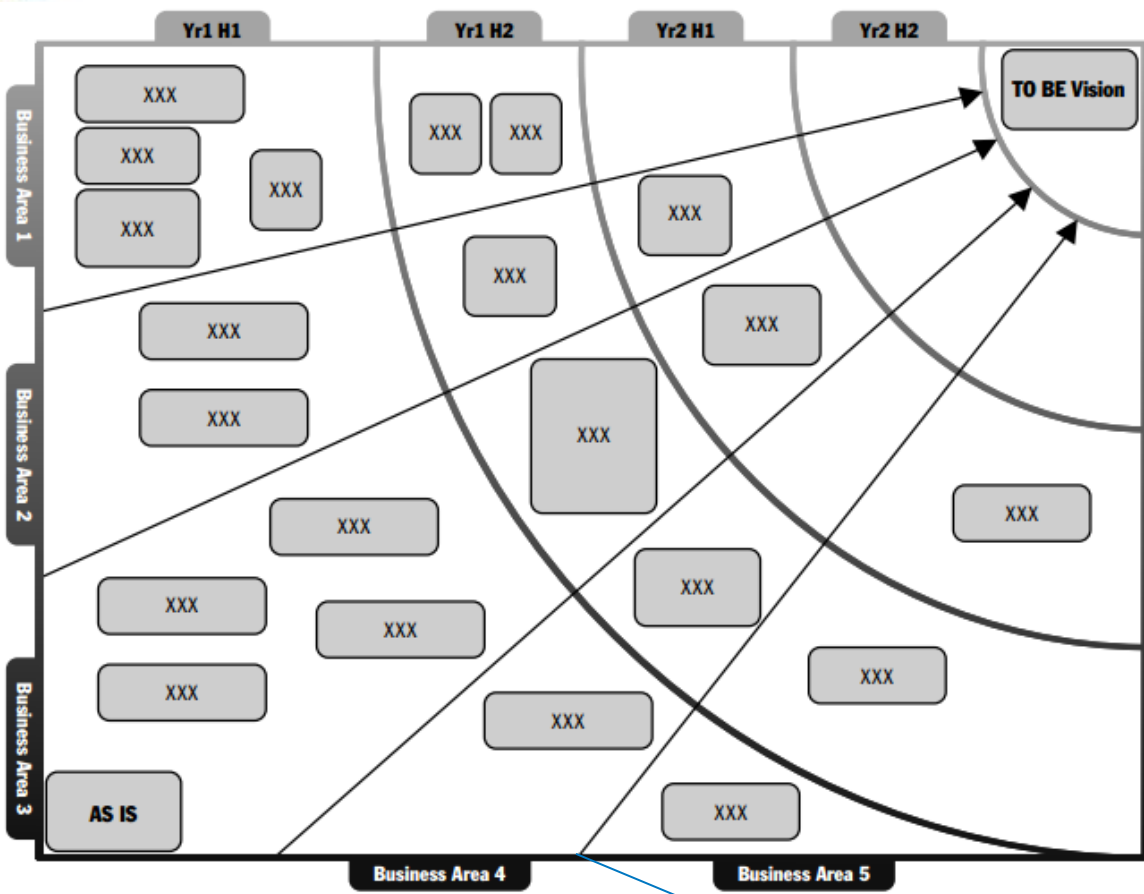 Yr1 H1
Yr1 H2
Yr2 H1
Yr2 H2
TO BE Vision
Business Area 1
XXX
XXX
XXX
XXX
XXX
XXX
XXX
XXX
Business Area 2
XXX
XXX
XXX
XXX
XXX
XXX
XXX
Business Area 3
XXX
XXX
XXX
XXX
XXX
XXX
AS IS
Business Area 4
Business Area 5